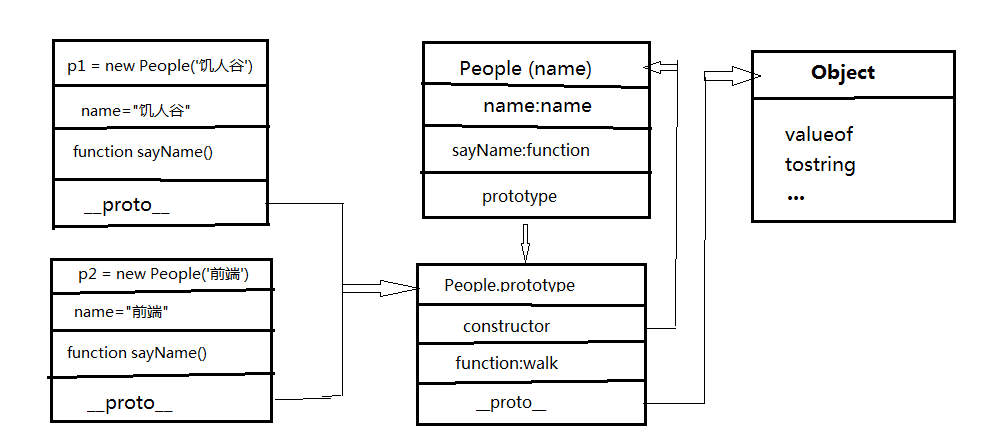 p1 = new People('饥人谷')
name="饥人谷"
function sayName()
__proto__
p2 = new People('前端')
name="前端"
function sayName()
__proto__
People (name)
name:name
sayName:function
prototype
People.prototype
constructor
function:walk
__proto__
Object
valueof
tostring
...